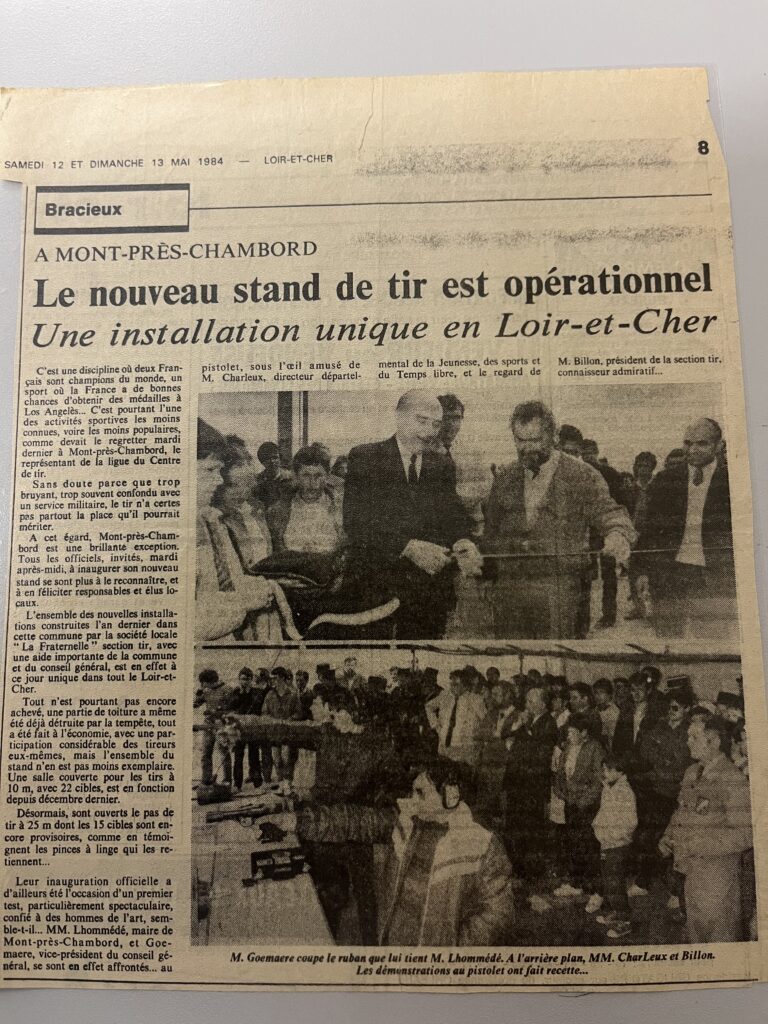 SAMEDI 12 ET DIMANCHE 13 MAI 1984 — LOIR-ET-CHER
8
Bracieux
A MONT-PRÈS-CHAMBORD
Le nouveau stand de tir est opérationnel
Une installation unique en Loir-et-Cher
C'est une discipline où deux Fran-
çais sont champions du monde, un
sport où la France a de bonnes
chances d'obtenir des médailles à
Los Angelès... C'est pourtant l'une
des activités sportives les moins
connues, voire les moins populaires,
comme devait le regretter mardi
dernier à Mont-près-Chambord, le
représentant de la ligue du Centre
de tir.
Sans doute parce que trop
bruyant, trop souvent confondu avec
un service militaire, le tir n'a certes
pas partout la place qu'il pourrait
mériter.
A cet égard, Mont-près-Cham-
bord est une brillante exception.
Tous les officiels, invités, mardi
après-midi, à inaugurer son nouveau
stand se sont plus à le reconnaître, et
à en féliciter responsables et élus lo-
caux.
L'ensemble des nouvelles installa-
tions construites l'an dernier dans
cette commune par la société locale
"La Fraternelle" section tir, avec
une aide importante de la commune
et du conseil général, est en effet à
ce jour unique dans tout le Loir-et-
Cher.
Tout n'est pourtant pas encore
achevé, une partie de toiture a même
été déjà détruite par la tempête, tout
a été fait à l'économie, avec une par-
ticipation considérable des tireurs
eux-mêmes, mais l'ensemble du
stand n'en est pas moins exemplaire.
Une salle couverte pour les tirs à
10 m, avec 22 cibles, est en fonction
depuis décembre dernier.
Désormais, sont ouverts le pas de
tir à 25 m dont les 15 cibles sont en-
core provisoires, comme en témoi-
gnent les pinces à linge qui les re-
tiennent...
Leur inauguration officielle a
d'ailleurs été l'occasion d'un premier
test, particulièrement spectaculaire,
confié à des hommes de l'art, sem-
ble-t-il... MM. Lhommédé, maire de
Mont-près-Chambord, et Goe-
maere, vice-président du conseil gé-
néral, se sont en effet affrontés... au
pistolet, sous l'œil amusé de
M. Charleux, directeur départe-
mental de la Jeunesse, des sports et
du Temps libre, et le regard de
M. Billon, président de la section tir,
connaisseur admiratif...
M. Goemaere coupe le ruban que lui tient M. Lhommédé. A l'arrière plan, MM. CharLeux et Billon.
Les démonstrations au pistolet ont fait recette...